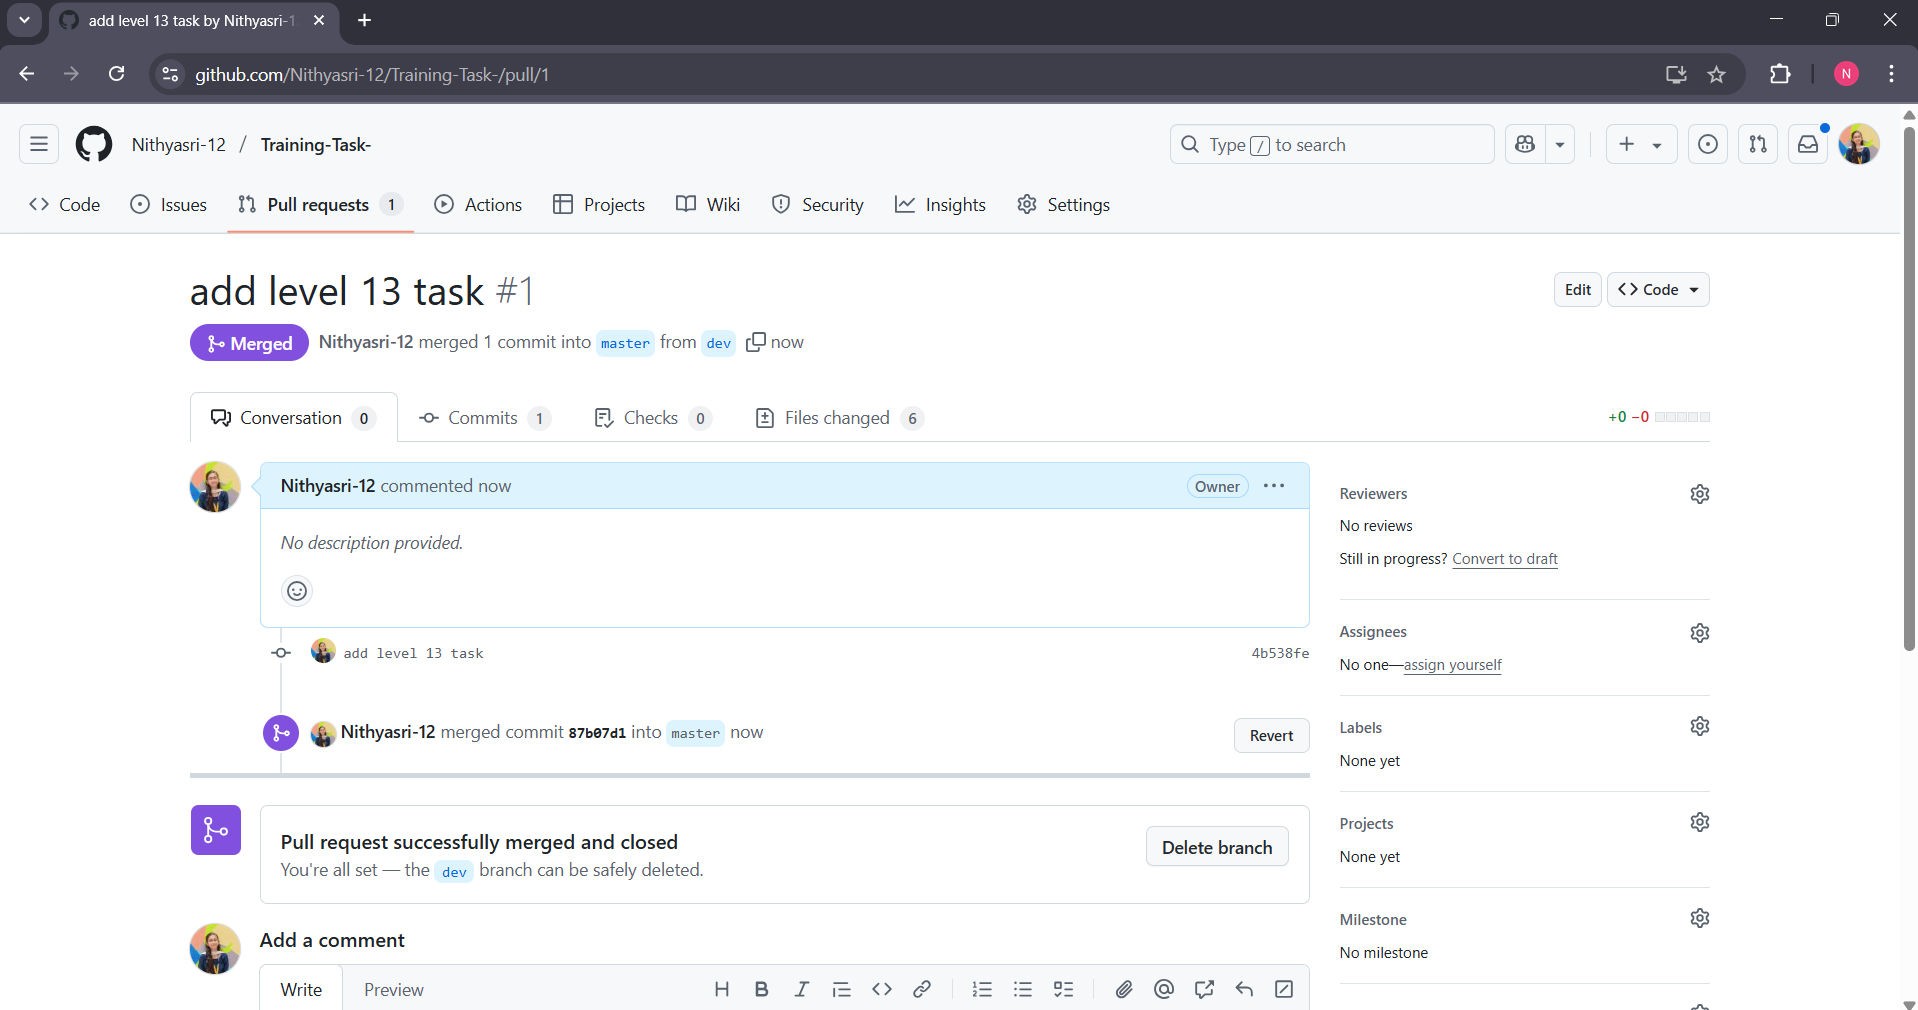 add level 13 task by Nithyasri-1
github.com/Nithyasri-12/Training-Task-/pull/1
N
Nithyasri-12 / Training-Task-
Type / to search
Code
Issues
Pull requests 1
Actions
Projects
Wiki
Security
Insights
Settings
add level 13 task #1
Edit
Code
Merged
Nithyasri-12 merged 1 commit into master from dev now
Conversation 0
Commits 1
Checks 0
Files changed 6
+0 −0
Nithyasri-12 commented now
Owner
No description provided.
add level 13 task
4b538fe
Nithyasri-12 merged commit 87b07d1 into master now
Revert
Pull request successfully merged and closed
You're all set — the dev branch can be safely deleted.
Delete branch
Add a comment
Write
Preview
Reviewers
No reviews
Still in progress? Convert to draft
Assignees
No one—assign yourself
Labels
None yet
Projects
None yet
Milestone
No milestone